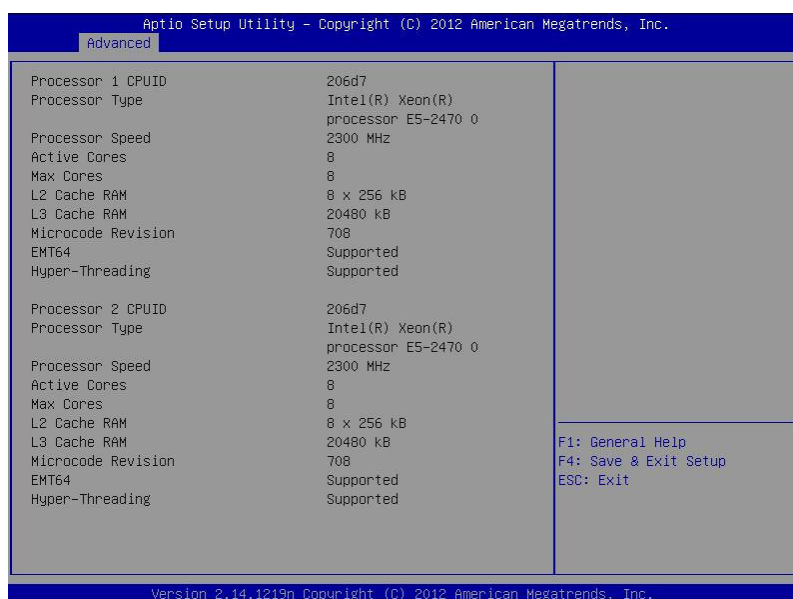 Aptio Setup Utility – Copyright (C) 2012 American Megatrends, Inc.
Advanced
Processor 1 CPUID 206d7
Processor Type Intel(R) Xeon(R)
processor E5-2470 0
Processor Speed 2300 MHz
Active Cores 8
Max Cores 8
L2 Cache RAM 8 x 256 kB
L3 Cache RAM 20480 kB
Microcode Revision 708
EMT64 Supported
Hyper-Threading Supported
Processor 2 CPUID 206d7
Processor Type Intel(R) Xeon(R)
processor E5-2470 0
Processor Speed 2300 MHz
Active Cores 8
Max Cores 8
L2 Cache RAM 8 x 256 kB
L3 Cache RAM 20480 kB
Microcode Revision 708
EMT64 Supported
Hyper-Threading Supported
F1: General Help
F4: Save & Exit Setup
ESC: Exit
Version 2.14.1219n Copyright (C) 2012 American Megatrends, Inc.